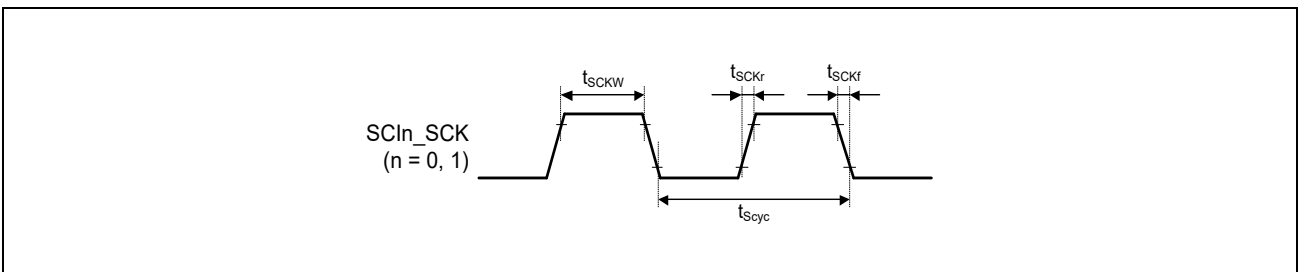 tSCKW
tSCKr
tSCKf
SCIn_SCK
(n = 0, 1)
tScyc